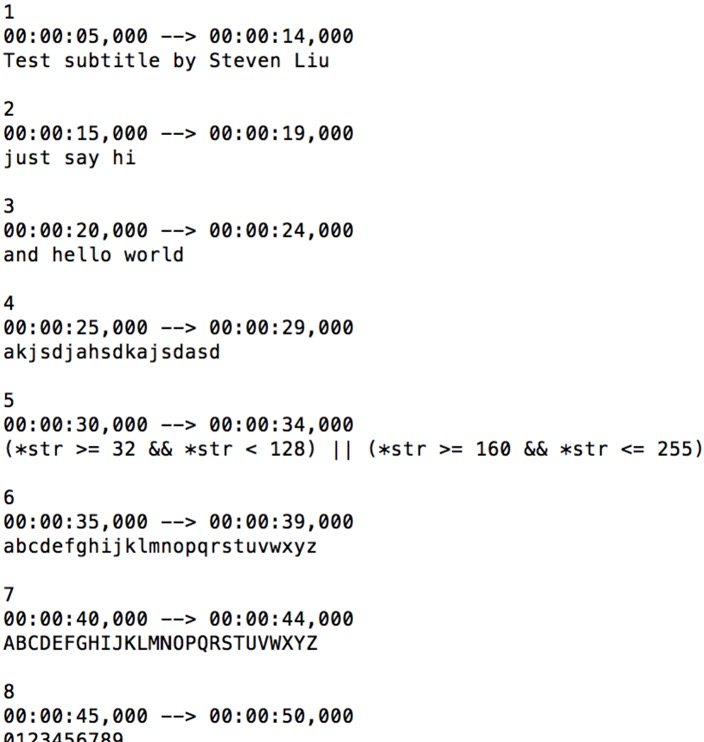 1
00:00:05,000 --> 00:00:14,000
Test subtitle by Steven Liu
2
00:00:15,000 --> 00:00:19,000
just say hi
3
00:00:20,000 --> 00:00:24,000
and hello world
4
00:00:25,000 --> 00:00:29,000
akjsdjahsdkajsdasd
5
00:00:30,000 --> 00:00:34,000
(*str >= 32 && *str < 128) || (*str >= 160 && *str <= 255)
6
00:00:35,000 --> 00:00:39,000
abcdefghijklmnopqrstuvwxyz
7
00:00:40,000 --> 00:00:44,000
ABCDEFGHIJKLMNOPQRSTUVWXYZ
8
00:00:45,000 --> 00:00:50,000
0123456789